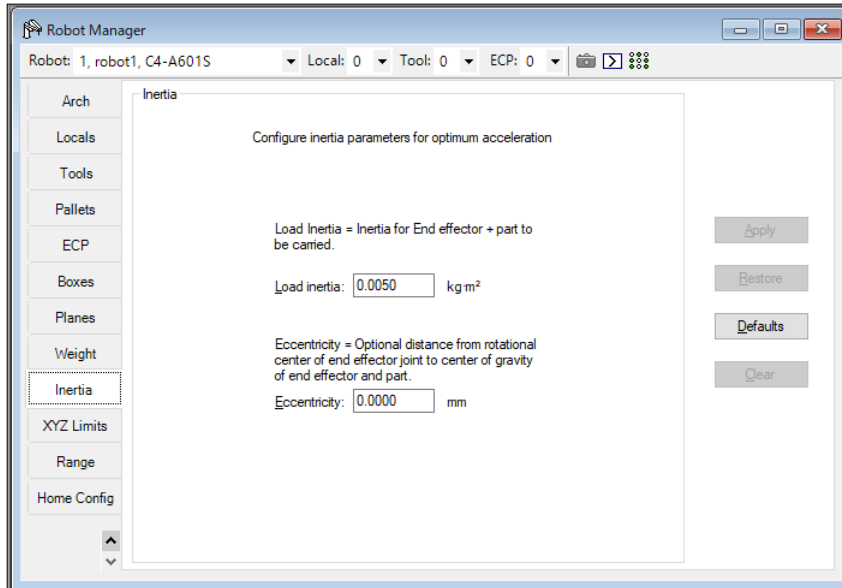 Robot Manager
Robot: 1, robot1, C4-A601S Local: 0 Tool: 0 ECP: 0
Arch
Locals
Tools
Pallets
ECP
Boxes
Planes
Weight
Inertia
XYZ Limits
Range
Home Config
Inertia
Configure inertia parameters for optimum acceleration
Load Inertia = Inertia for End effector + part to
be carried.
Load inertia: 0.0050 kg·m²
Eccentricity = Optional distance from rotational
center of end effector joint to center of gravity
of end effector and part.
Eccentricity: 0.0000 mm
Apply
Restore
Defaults
Clear